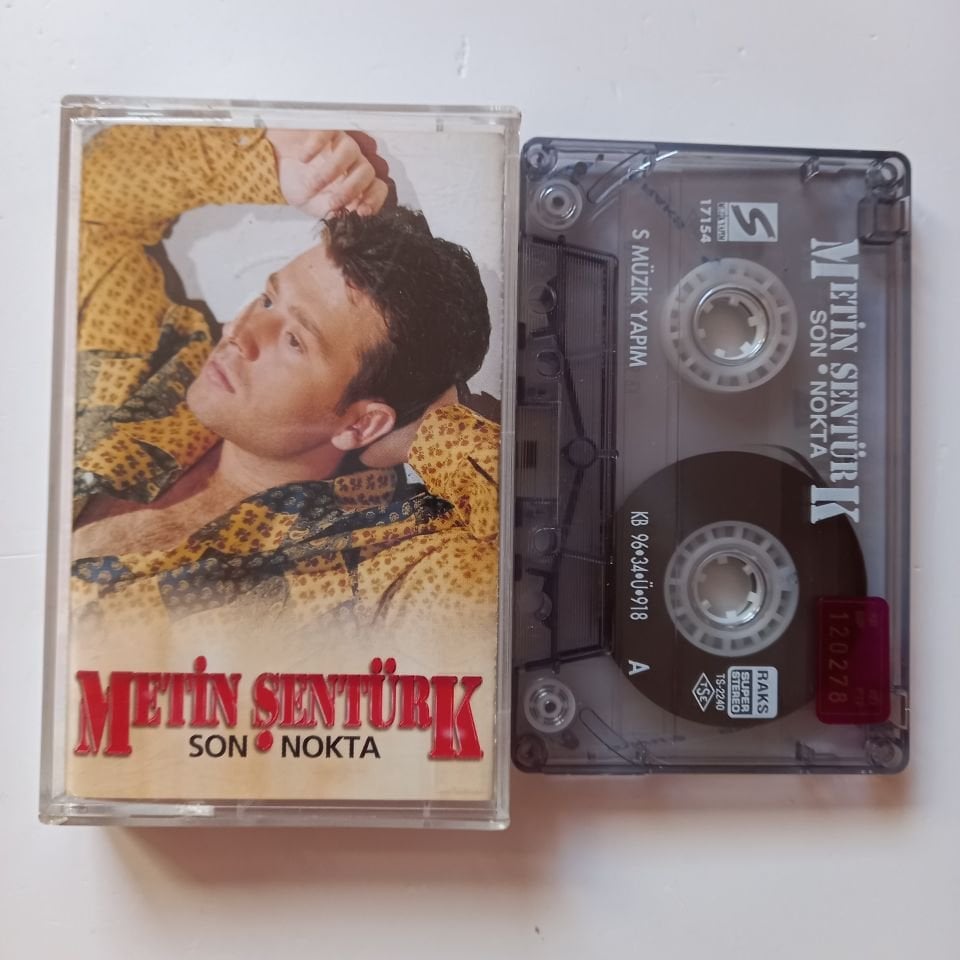 METİN ŞENTÜRK
SON • NOKTA
17154
METİN ŞENTÜRK
SON • NOKTA
S MÜZİK YAPIM
KB 96•34•Ü•918
A
RAKS
SUPER
STEREO
TS-2240
TSE
120278